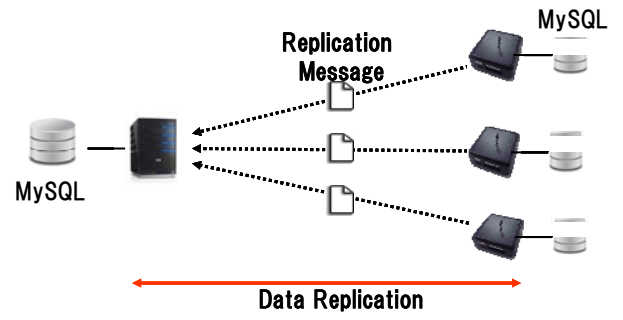 MySQL
Replication
Message
MySQL
Data Replication